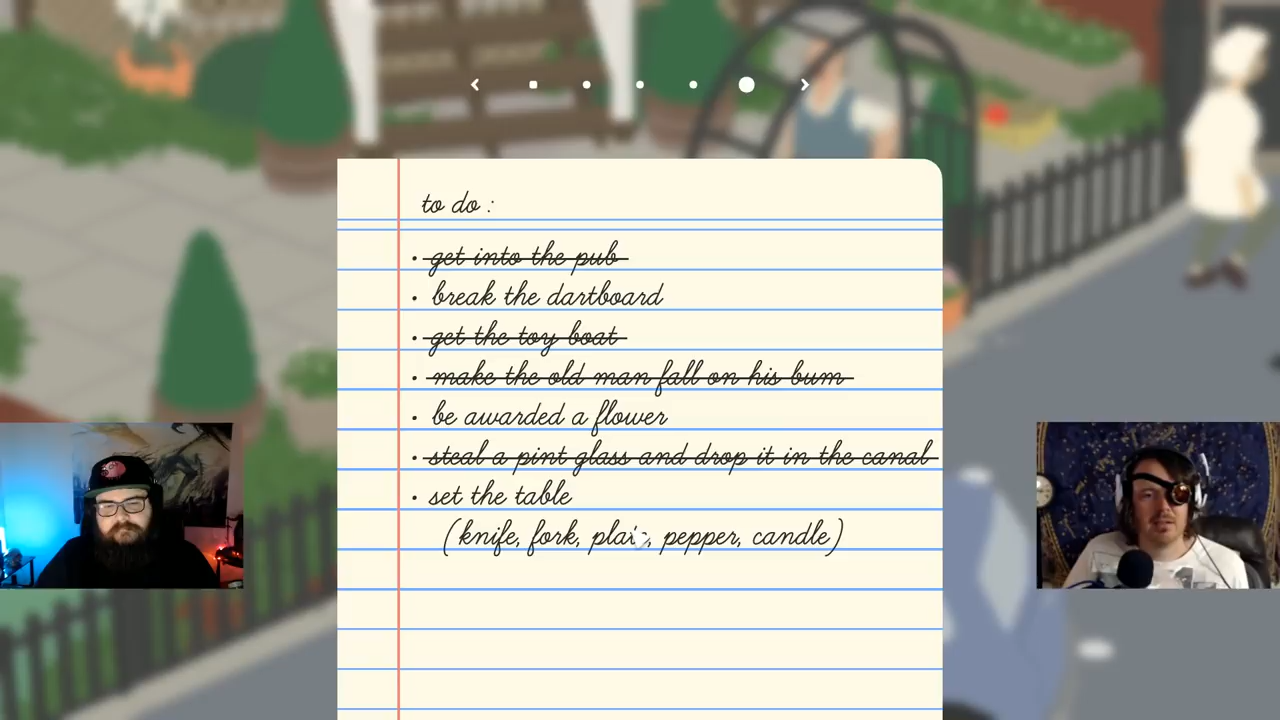 to do :
• get into the pub
• break the dartboard
• get the toy boat
• make the old man fall on his bum
• be awarded a flower
• steal a pint glass and drop it in the canal
• set the table
(knife, fork, plate, pepper, candle)